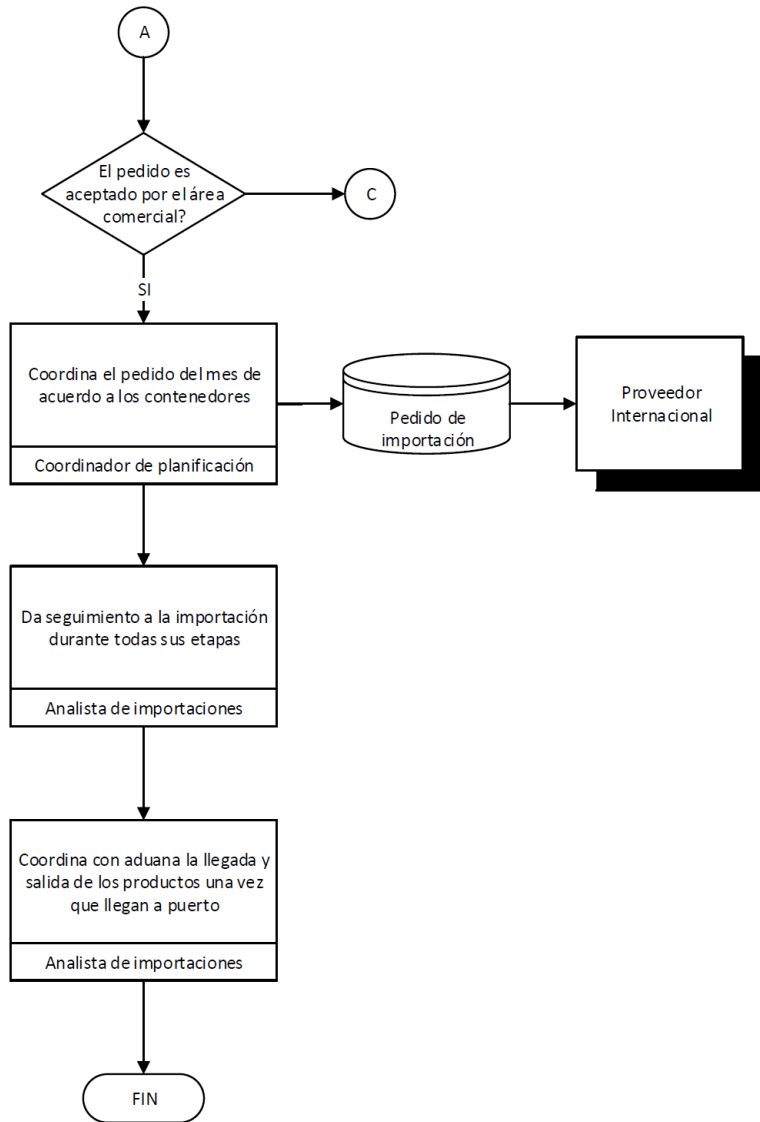 A
El pedido es
aceptado por el área
comercial?
C
SI
Coordina el pedido del mes de
acuerdo a los contenedores
Coordinador de planificación
Pedido de
importación
Proveedor
Internacional
Da seguimiento a la importación
durante todas sus etapas
Analista de importaciones
Coordina con aduana la llegada y
salida de los productos una vez
que llegan a puerto
Analista de importaciones
FIN